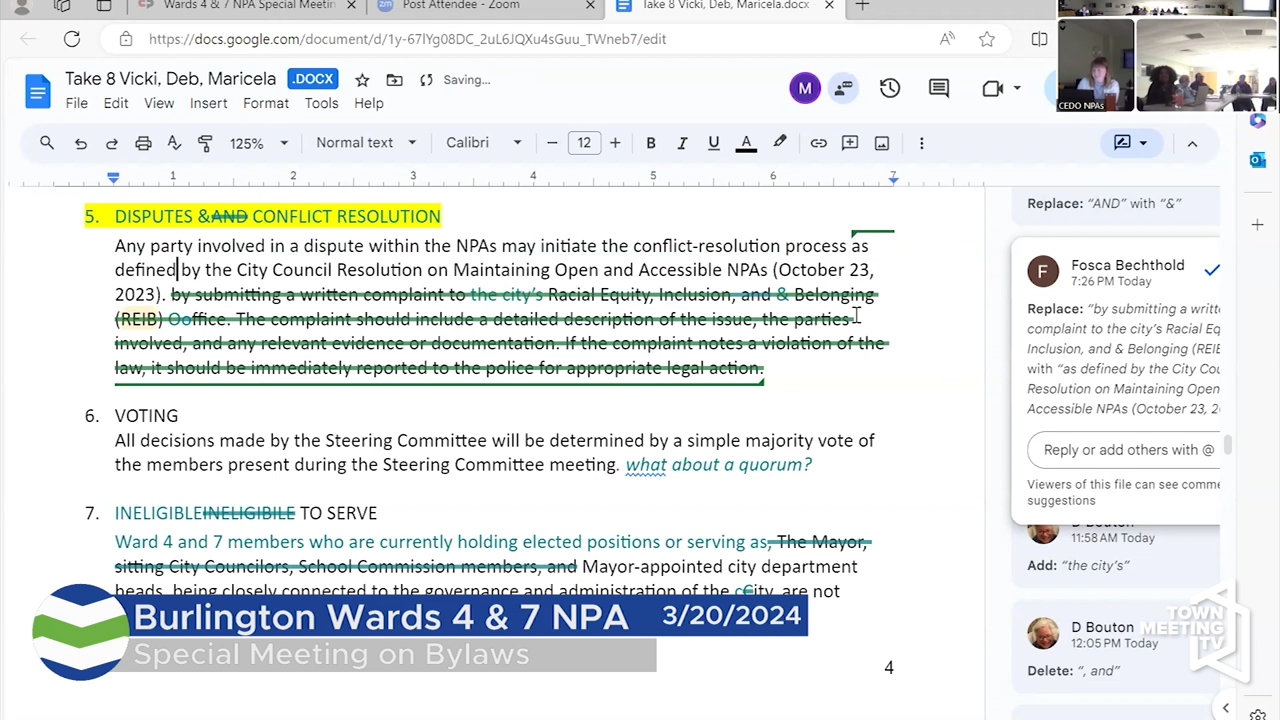 Wards 4 & 7 NPA Special Meetin
Post Attendee - Zoom
Take 8 Vicki, Deb, Maricela.docx
https://docs.google.com/document/d/1y-67lYg08DC_2uL6JQXu4sGuu_TWneb7/edit
Take 8 Vicki, Deb, Maricela .DOCX Saving...
File Edit View Insert Format Tools Help
M
125% Normal text Calibri 12 B I U A
CEDO NPAs
1 2 3 4 5 6 7
5. DISPUTES &AND CONFLICT RESOLUTION
Any party involved in a dispute within the NPAs may initiate the conflict-resolution process as
defined by the City Council Resolution on Maintaining Open and Accessible NPAs (October 23,
2023). by submitting a written complaint to the city's Racial Equity, Inclusion, and & Belonging
(REIB) Ooffice. The complaint should include a detailed description of the issue, the parties
involved, and any relevant evidence or documentation. If the complaint notes a violation of the
law, it should be immediately reported to the police for appropriate legal action.
6. VOTING
All decisions made by the Steering Committee will be determined by a simple majority vote of
the members present during the Steering Committee meeting. what about a quorum?
7. INELIGIBLEINELIGIBILE TO SERVE
Ward 4 and 7 members who are currently holding elected positions or serving as, The Mayor,
sitting City Councilors, School Commission members, and Mayor-appointed city department
heads, being closely connected to the governance and administration of the cCity, are not
4
Replace: "AND" with "&"
F
Fosca Bechthold
7:26 PM Today
Replace: "by submitting a writte
complaint to the city's Racial Eq
Inclusion, and & Belonging (REIE
with "as defined by the City Cou
Resolution on Maintaining Open
Accessible NPAs (October 23, 2
Reply or add others with @
Viewers of this file can see comme
suggestions
D Bouton
11:58 AM Today
Add: "the city's"
D Bouton
12:05 PM Today
Delete: ", and"
Burlington Wards 4 & 7 NPA 3/20/2024
Special Meeting on Bylaws
TOWN
MEETING
TV